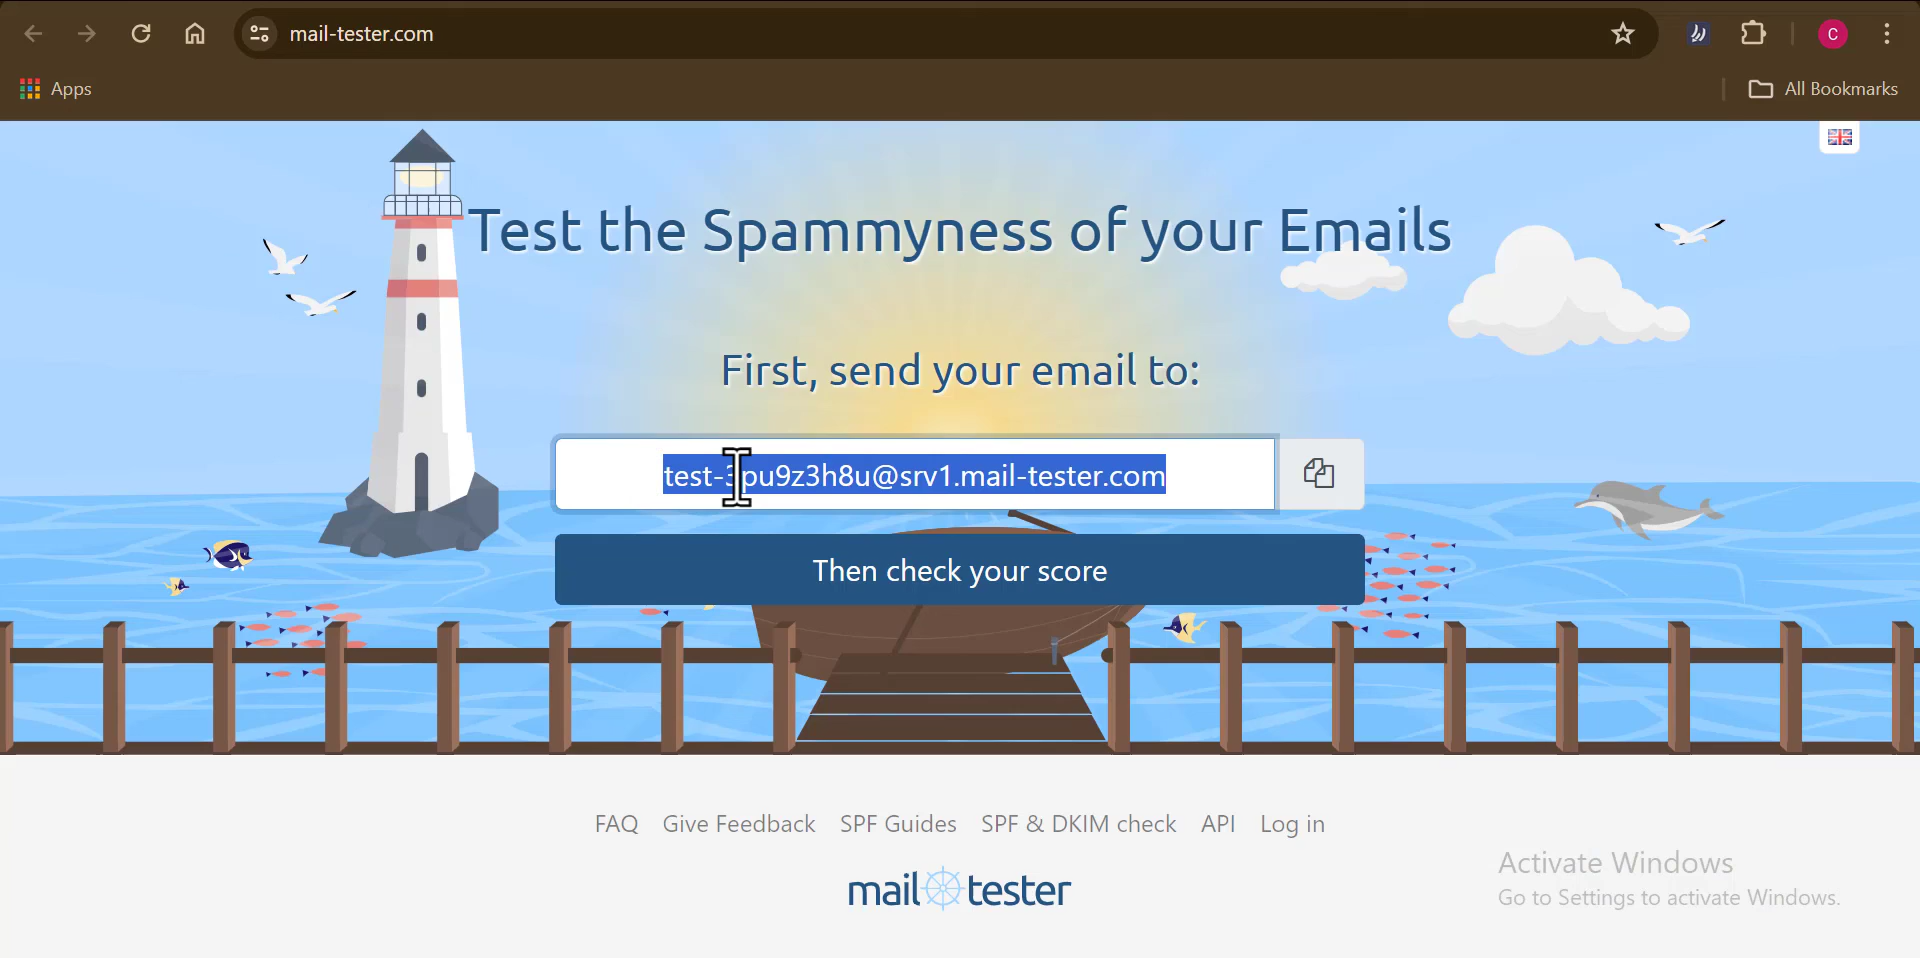 mail-tester.com
C
Apps
All Bookmarks
Test the Spammyness of your Emails
First, send your email to:
test-3pu9z3h8u@srv1.mail-tester.com
Then check your score
FAQ Give Feedback SPF Guides SPF & DKIM check API Log in
mail tester
Activate Windows
Go to Settings to activate Windows.